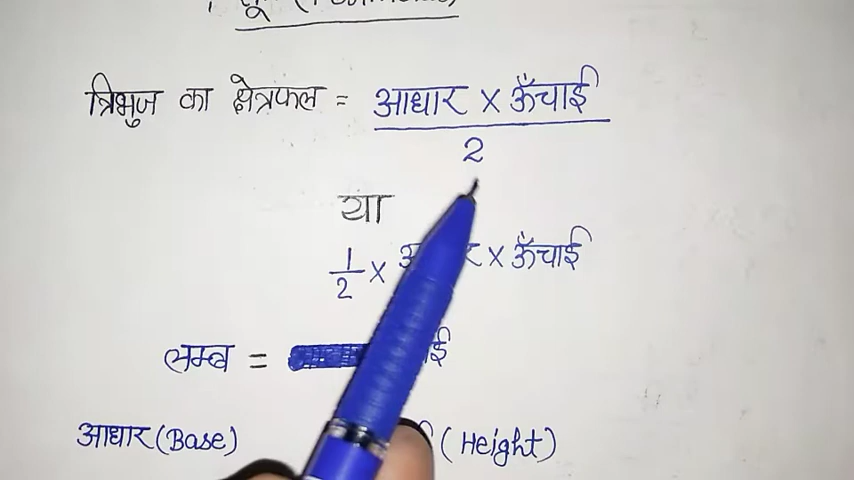 त्रिभुज का क्षेत्रफल = आधार × ऊँचाई
2
या
1/2 × × ऊँचाई
लम्ब =
आधार (Base) (Height)